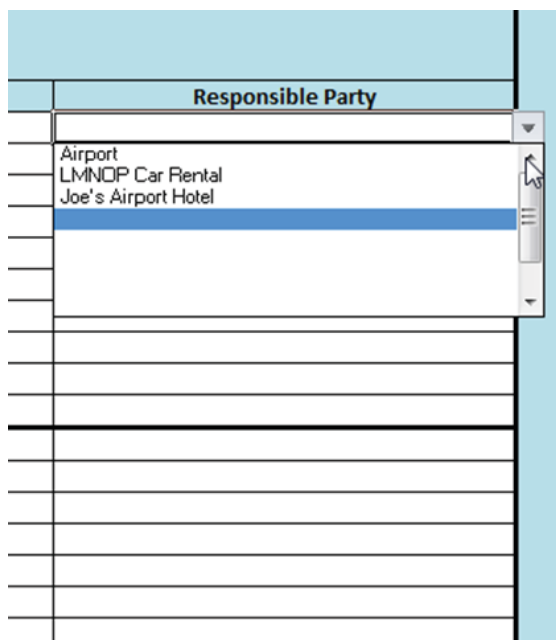 Responsible Party
Airport
LMNOP Car Rental
Joe's Airport Hotel